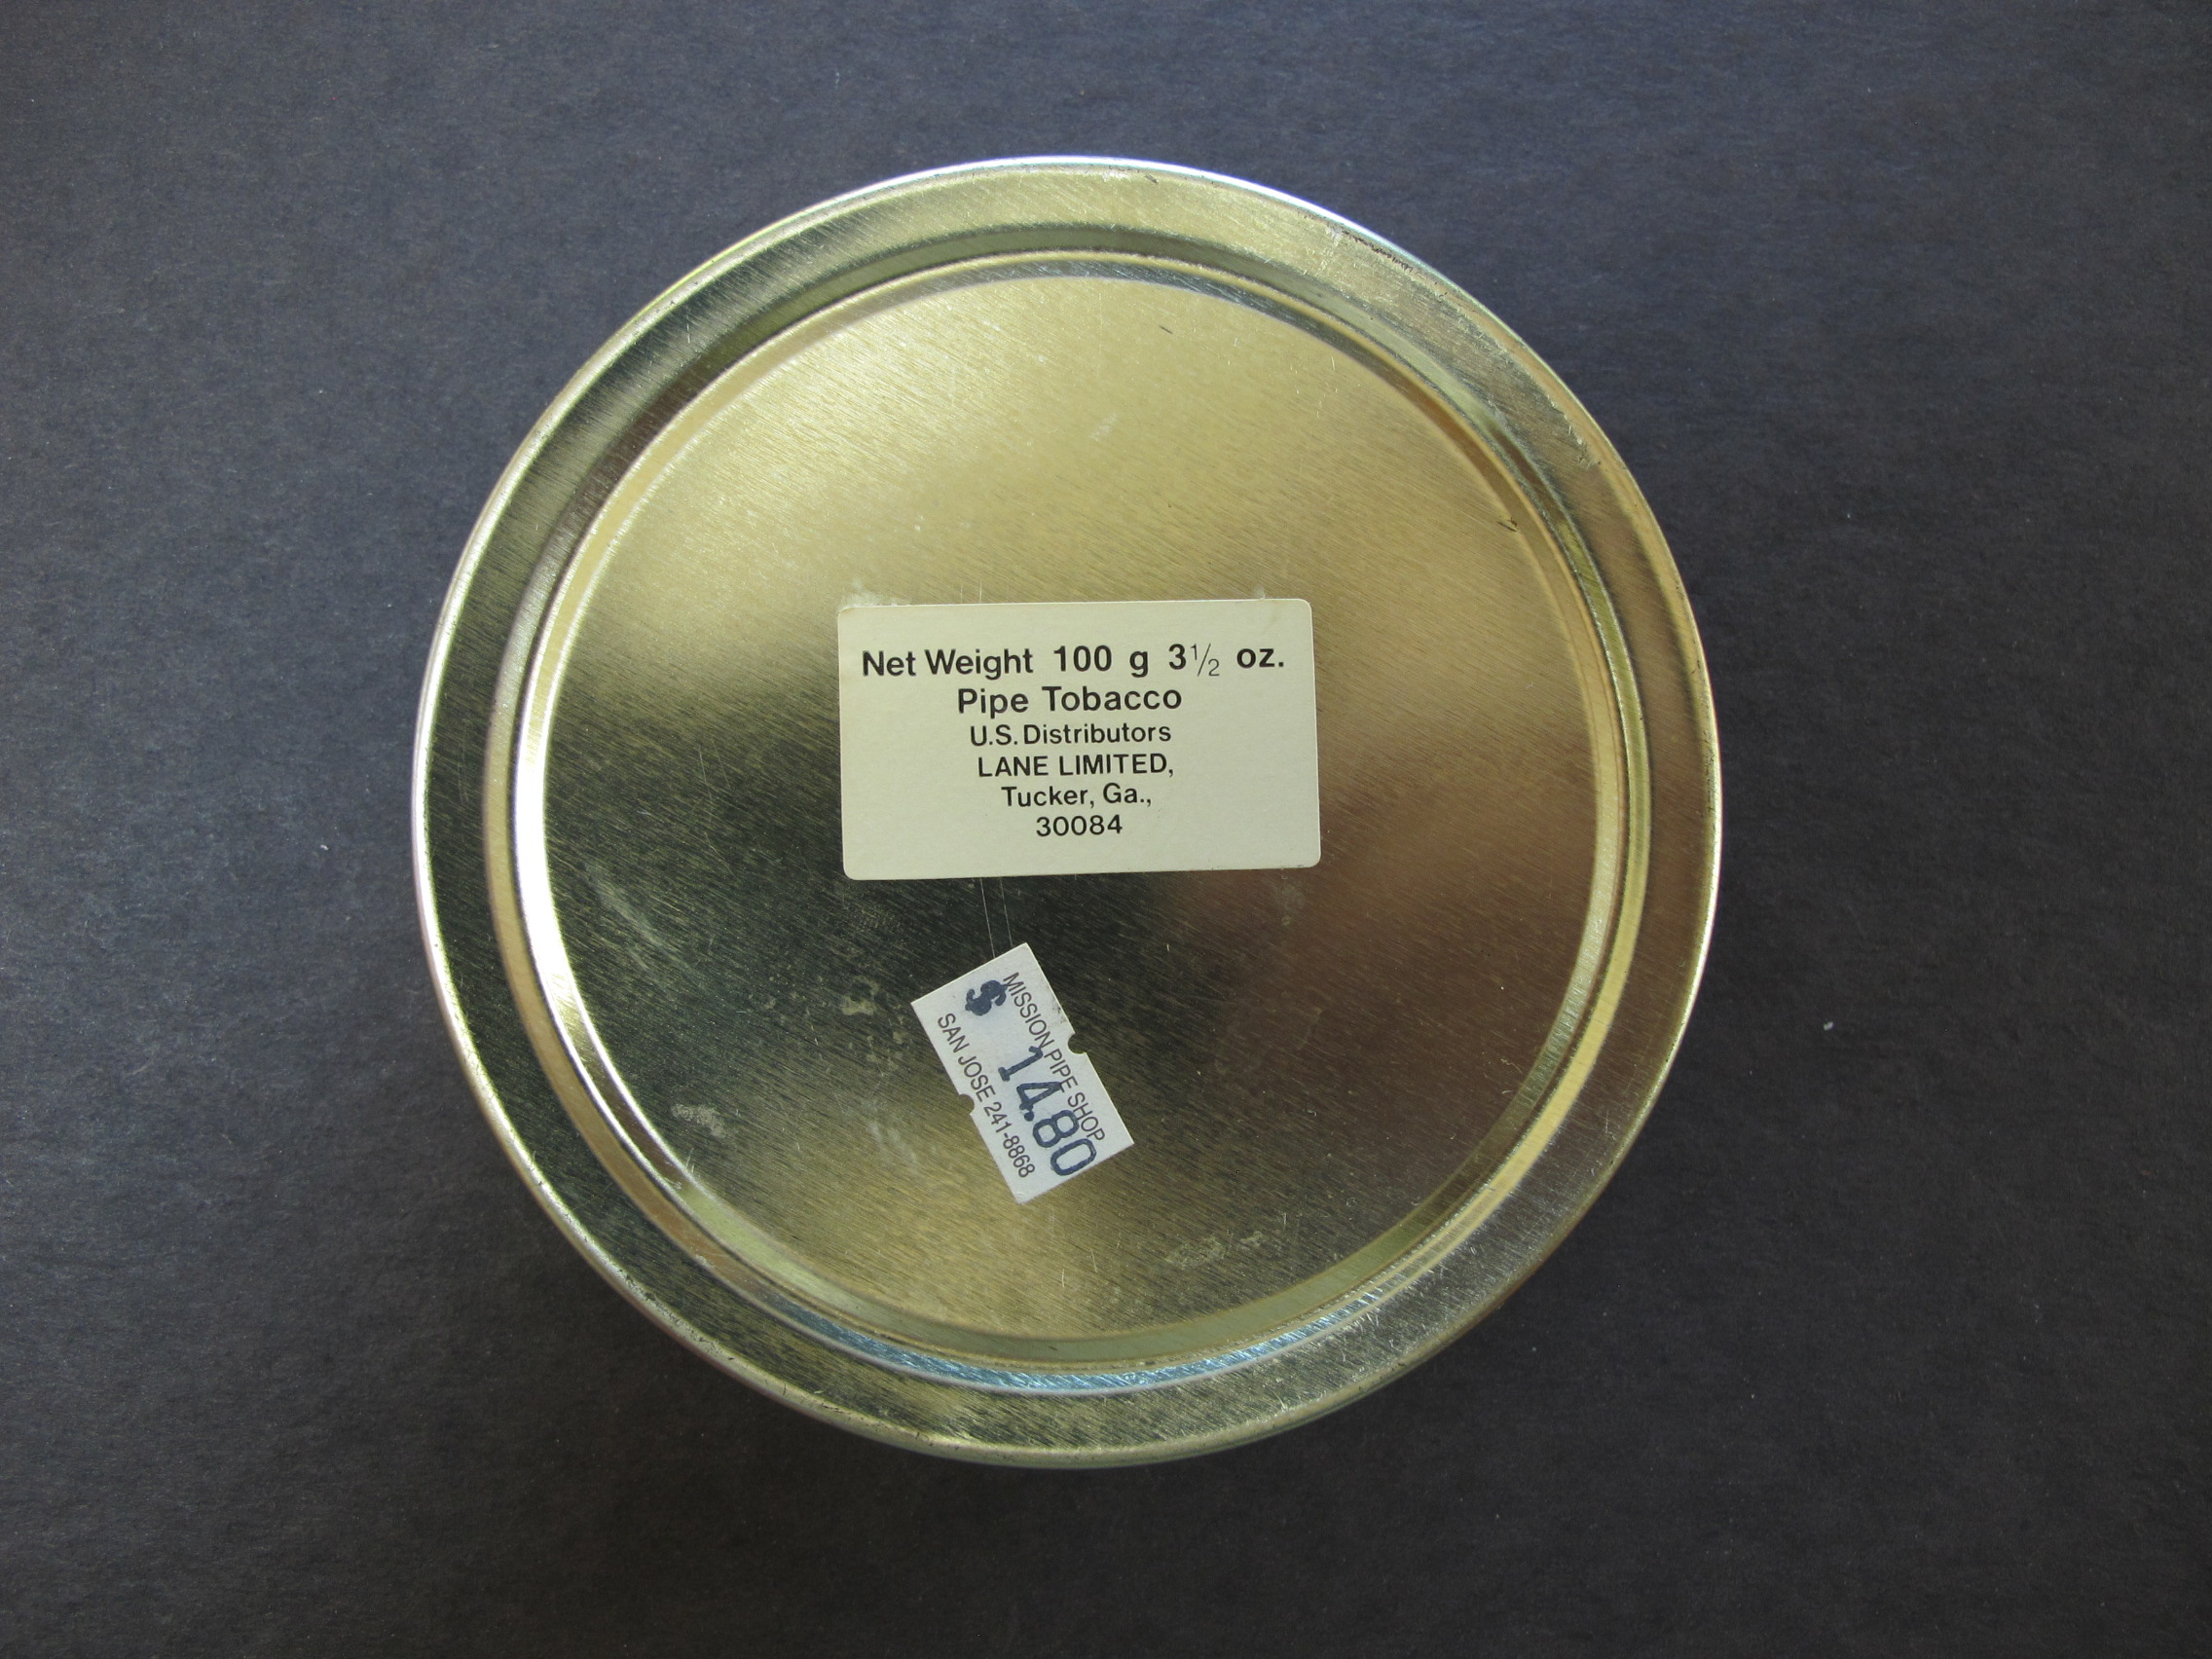 Net Weight 100 g 3½ oz.
Pipe Tobacco
U.S. Distributors
LANE LIMITED,
Tucker, Ga.,
30084
MISSION PIPE SHOP
$ 14.80
SAN JOSE 241-8868